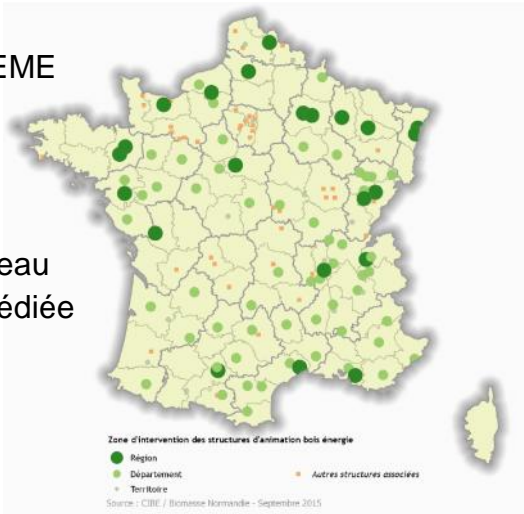 EME
eau
édiée
Zone d'intervention des structures d'animation bois énergie
Région
Département
Autres structures associées
Territoire
Source : CIBE / Biomasse Normandie - Septembre 2015